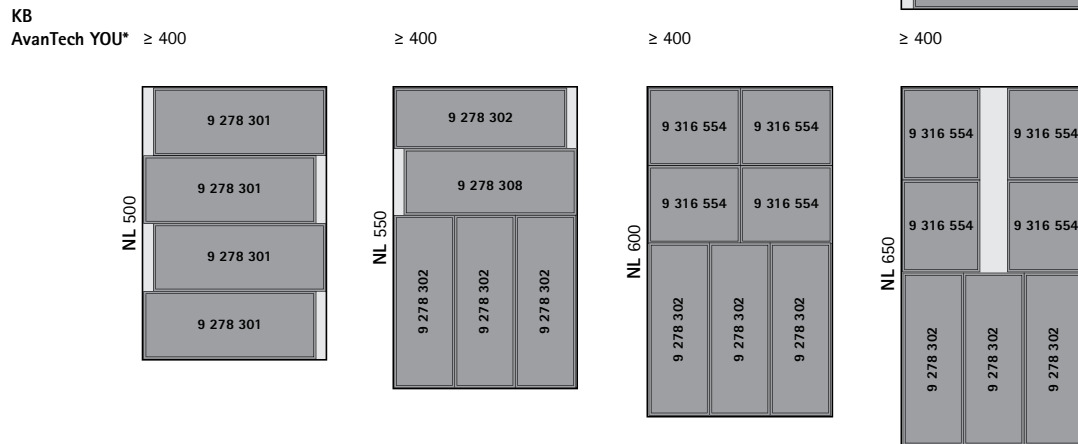 KB
AvanTech YOU* ≥ 400 ≥ 400 ≥ 400 ≥ 400
NL 500
9 278 301
9 278 301
9 278 301
9 278 301
NL 550
9 278 302
9 278 308
9 278 302 9 278 302 9 278 302
NL 600
9 316 554 9 316 554
9 316 554 9 316 554
9 278 302 9 278 302 9 278 302
NL 650
9 316 554 9 316 554
9 316 554 9 316 554
9 278 302 9 278 302 9 278 302